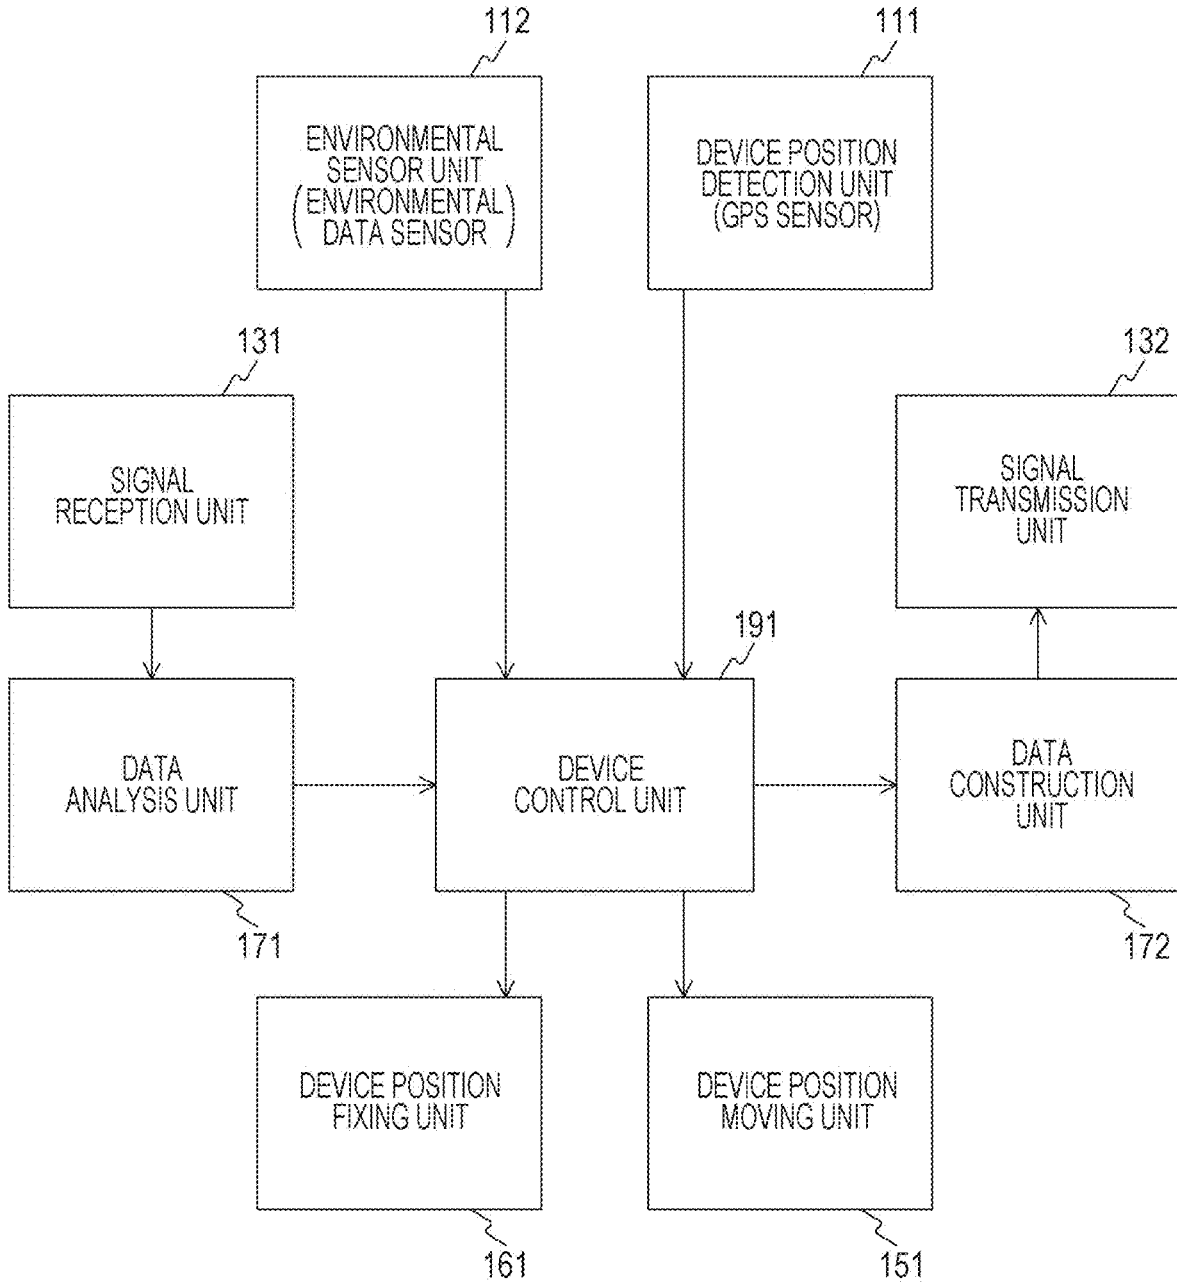 112
111
ENVIRONMENTAL
SENSOR UNIT
(ENVIRONMENTAL
DATA SENSOR)
DEVICE POSITION
DETECTION UNIT
(GPS SENSOR)
131
132
SIGNAL
RECEPTION UNIT
SIGNAL
TRANSMISSION
UNIT
191
DATA
ANALYSIS UNIT
DEVICE
CONTROL UNIT
DATA
CONSTRUCTION
UNIT
171
172
DEVICE POSITION
FIXING UNIT
DEVICE POSITION
MOVING UNIT
161
151